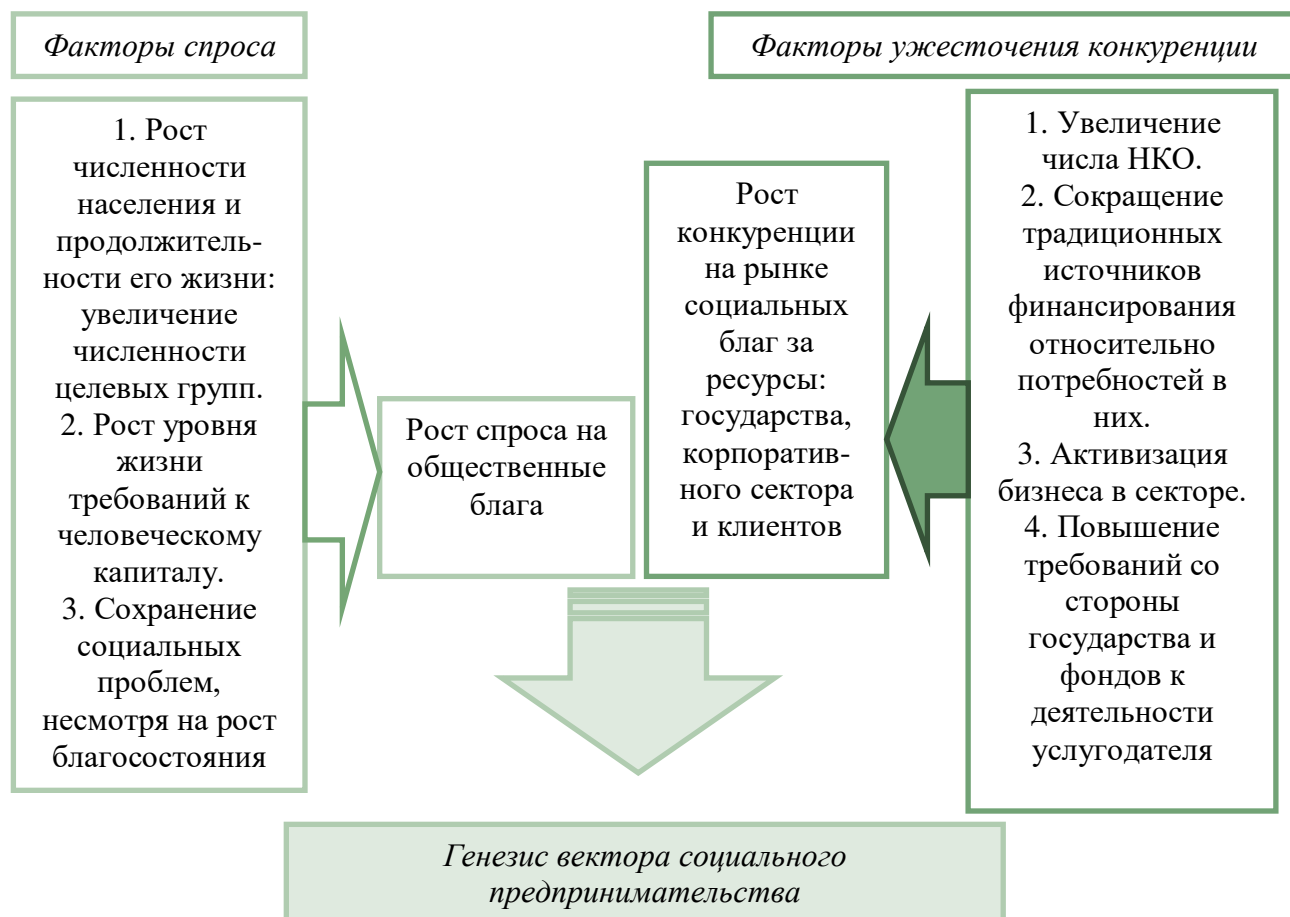 Факторы спроса
Факторы ужесточения конкуренции
1. Рост
численности
населения и
продолжитель-
ности его жизни:
увеличение
численности
целевых групп.
2. Рост уровня
жизни
требований к
человеческому
капиталу.
3. Сохранение
социальных
проблем,
несмотря на рост
благосостояния
Рост спроса на
общественные
блага
Рост
конкуренции
на рынке
социальных
благ за
ресурсы:
государства,
корпоратив-
ного сектора
и клиентов
1. Увеличение
числа НКО.
2. Сокращение
традиционных
источников
финансирования
относительно
потребностей в
них.
3. Активизация
бизнеса в секторе.
4. Повышение
требований со
стороны
государства и
фондов к
деятельности
услугодателя
Генезис вектора социального
предпринимательства